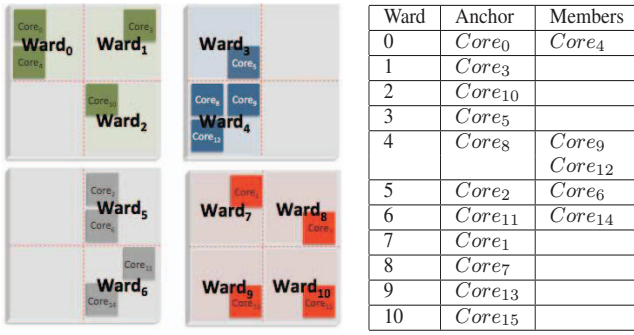 Core₀
Ward₀
Core₄
Core₃
Ward₁
Core₁₀
Ward₂
Ward₃
Core₅
Core₈ Core₉
Ward₄
Core₁₂
Core₂
Ward₅
Core₆
Core₁₁
Ward₆
Core₁₄
Core₁
Ward₇
Ward₈
Core₇
Ward₉
Core₁₃
Ward₁₀
Core₁₅
Ward Anchor Members
0 Core₀ Core₄
1 Core₃
2 Core₁₀
3 Core₅
4 Core₈ Core₉
Core₁₂
5 Core₂ Core₆
6 Core₁₁ Core₁₄
7 Core₁
8 Core₇
9 Core₁₃
10 Core₁₅